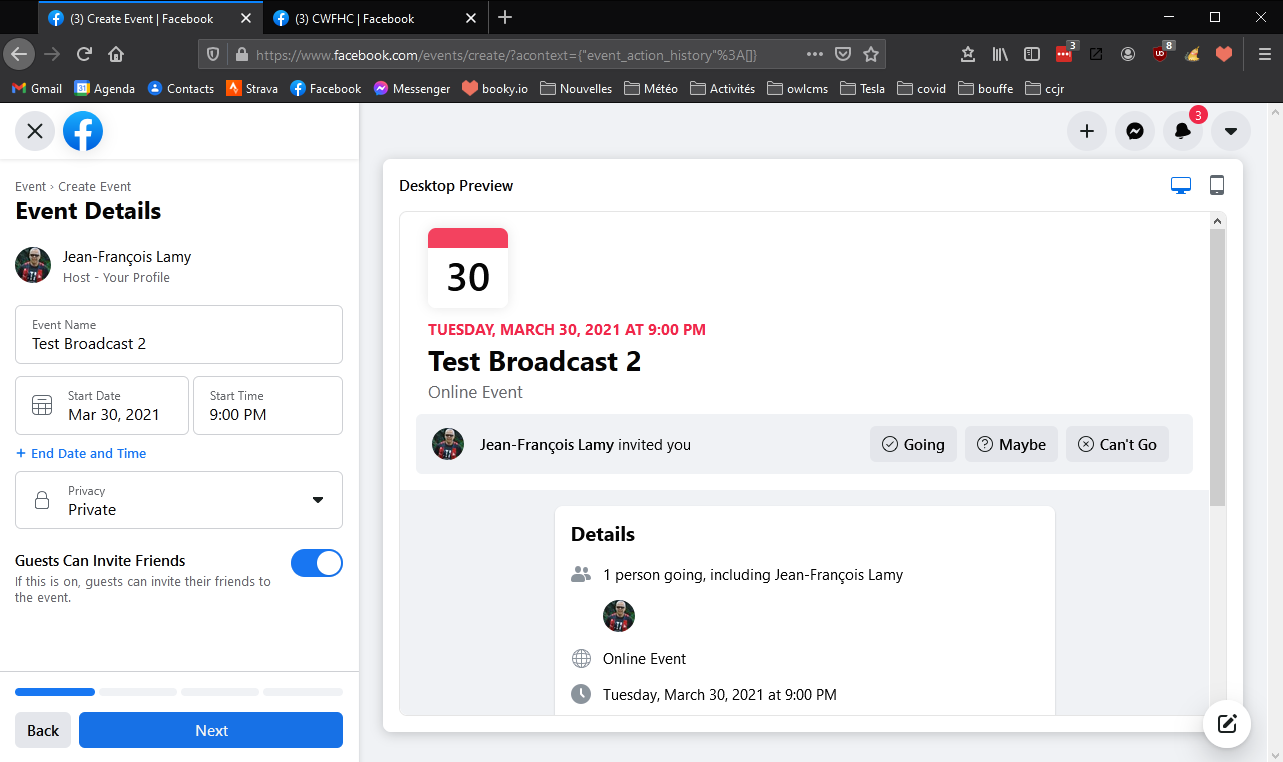 (3) Create Event | Facebook
(3) CWFHC | Facebook
https://www.facebook.com/events/create/?acontext={"event_action_history"%3A[]}
3
8
Gmail
31
Agenda
Contacts
Strava
Facebook
Messenger
booky.io
Nouvelles
Météo
Activités
owlcms
Tesla
covid
bouffe
ccjr
3
Event › Create Event
Event Details
Jean-François Lamy
Host - Your Profile
Event Name
Test Broadcast 2
Start Date
Mar 30, 2021
Start Time
9:00 PM
+ End Date and Time
Privacy
Private
Guests Can Invite Friends
If this is on, guests can invite their friends to
the event.
Back
Next
Desktop Preview
30
TUESDAY, MARCH 30, 2021 AT 9:00 PM
Test Broadcast 2
Online Event
Jean-François Lamy invited you
Going
Maybe
Can't Go
Details
1 person going, including Jean-François Lamy
Online Event
Tuesday, March 30, 2021 at 9:00 PM